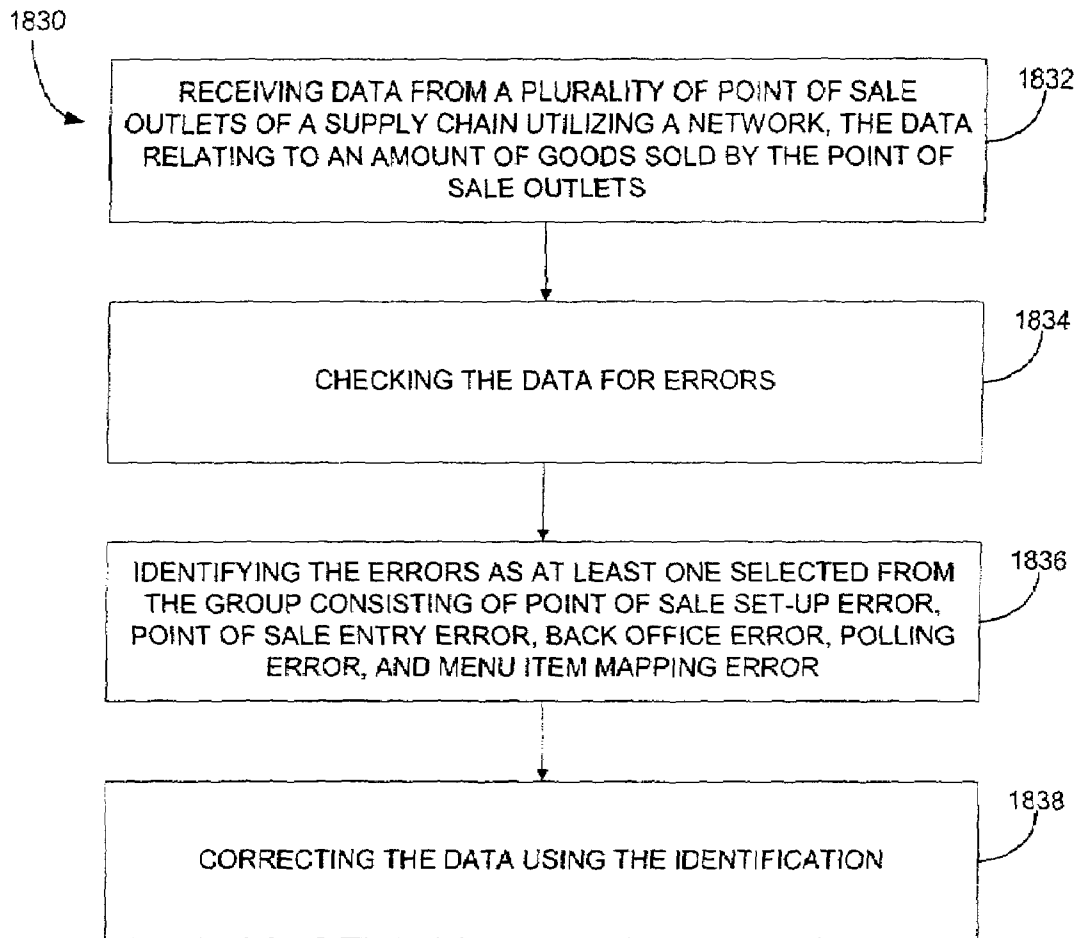 1830
RECEIVING DATA FROM A PLURALITY OF POINT OF SALE
OUTLETS OF A SUPPLY CHAIN UTILIZING A NETWORK, THE DATA
RELATING TO AN AMOUNT OF GOODS SOLD BY THE POINT OF
SALE OUTLETS
1832
CHECKING THE DATA FOR ERRORS
1834
IDENTIFYING THE ERRORS AS AT LEAST ONE SELECTED FROM
THE GROUP CONSISTING OF POINT OF SALE SET-UP ERROR,
POINT OF SALE ENTRY ERROR, BACK OFFICE ERROR, POLLING
ERROR, AND MENU ITEM MAPPING ERROR
1836
CORRECTING THE DATA USING THE IDENTIFICATION
1838